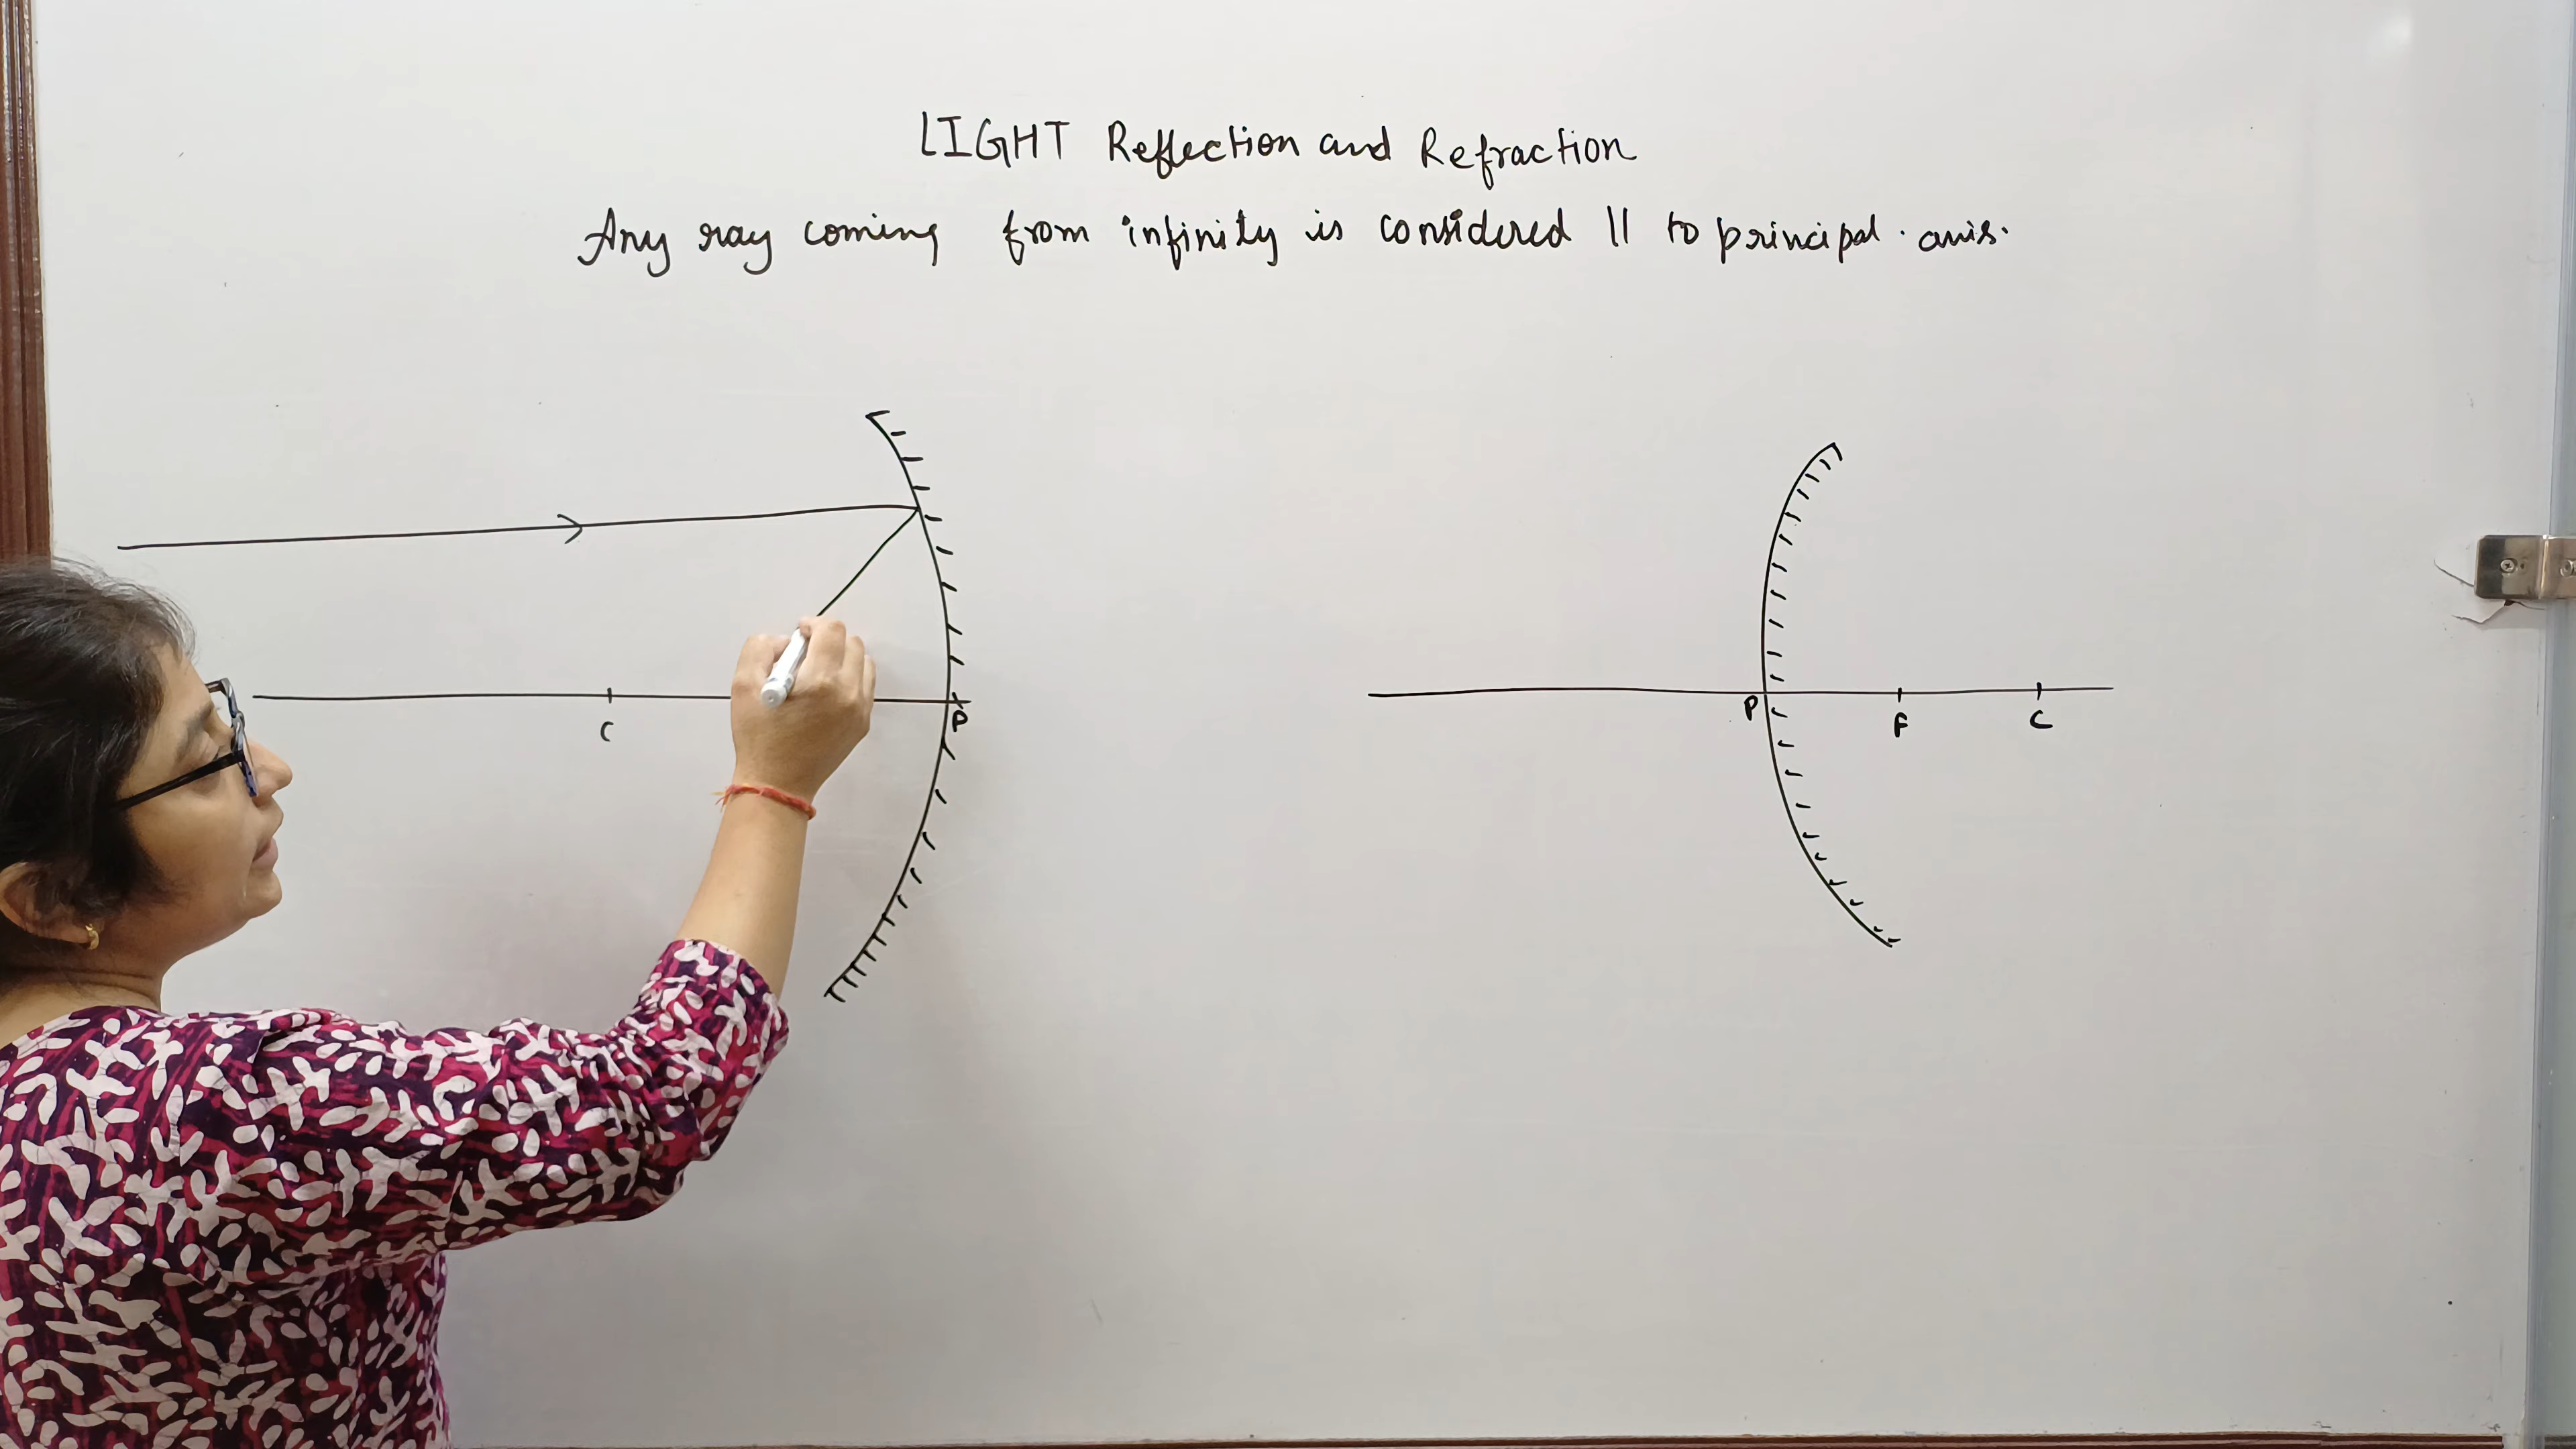 LIGHT Reflection and Refraction
Any ray coming from infinity is considered || to principal. axis.
C P
P F C